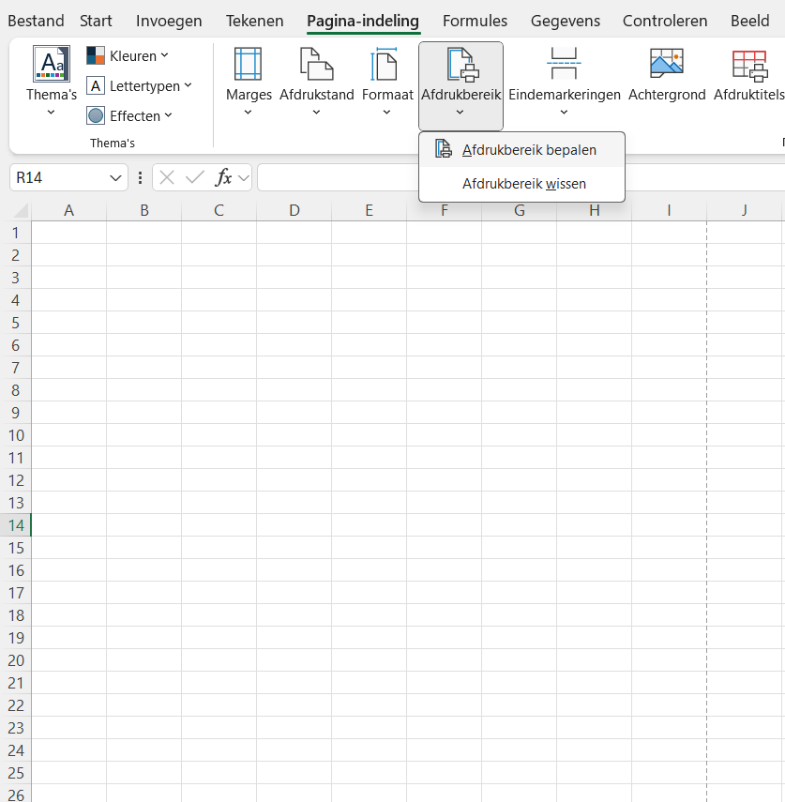 Bestand Start Invoegen Tekenen Pagina-indeling Formules Gegevens Controleren Beeld
Aa
Thema's
Kleuren
A Lettertypen
Effecten
Thema's
Marges Afdrukstand Formaat Afdrukbereik Eindemarkeringen Achtergrond Afdruktitels
Afdrukbereik bepalen
Afdrukbereik wissen
R14 fx
A B C D E F G H I J
1
2
3
4
5
6
7
8
9
10
11
12
13
14
15
16
17
18
19
20
21
22
23
24
25
26